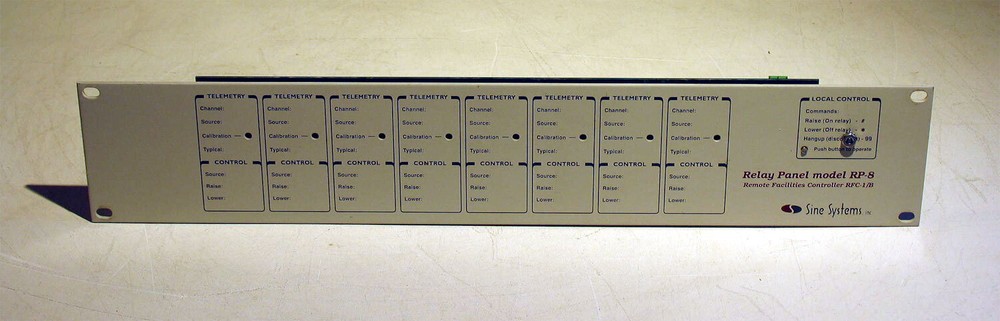 TELEMETRY TELEMETRY TELEMETRY TELEMETRY TELEMETRY TELEMETRY TELEMETRY TELEMETRY
Channel: Channel: Channel: Channel: Channel: Channel: Channel: Channel:
Source: Source: Source: Source: Source: Source: Source: Source:
Calibration Calibration Calibration Calibration Calibration Calibration Calibration Calibration
Typical: Typical: Typical: Typical: Typical: Typical: Typical: Typical:
CONTROL CONTROL CONTROL CONTROL CONTROL CONTROL CONTROL CONTROL
Source: Source: Source: Source: Source: Source: Source: Source:
Raise: Raise: Raise: Raise: Raise: Raise: Raise: Raise:
Lower: Lower: Lower: Lower: Lower: Lower: Lower: Lower:
LOCAL CONTROL
Commands:
Raise (On relay) - #
Lower (Off relay) - *
Hangup - 99
Push button to operate
Relay Panel model RP-8
Remote Facilities Controller RFC-1/B
Sine Systems